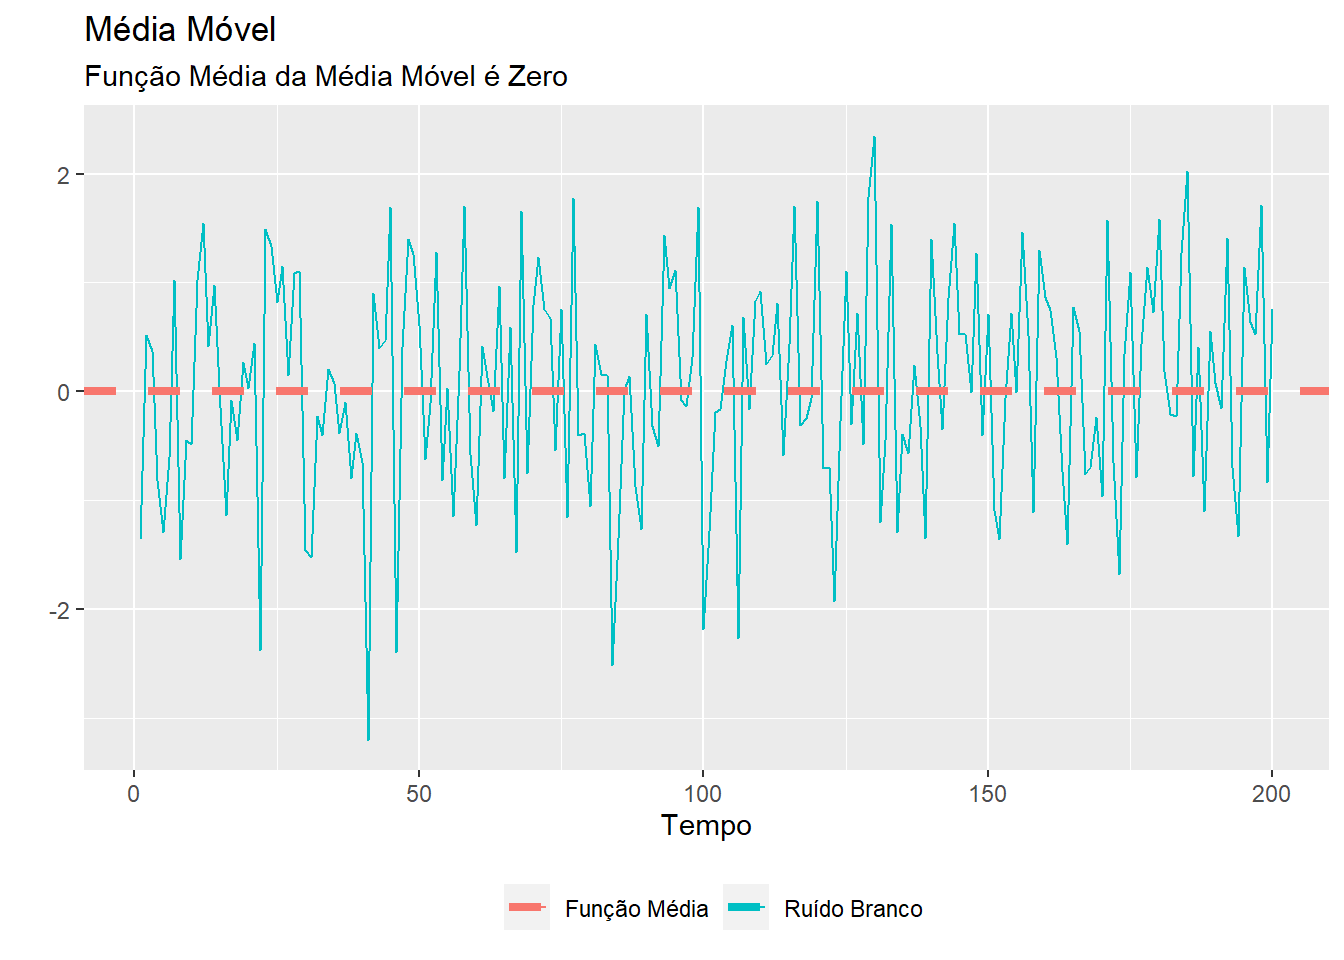 Média Móvel
Função Média da Média Móvel é Zero
2
0
-2
0 50 100 150 200
Tempo
Função Média Ruído Branco